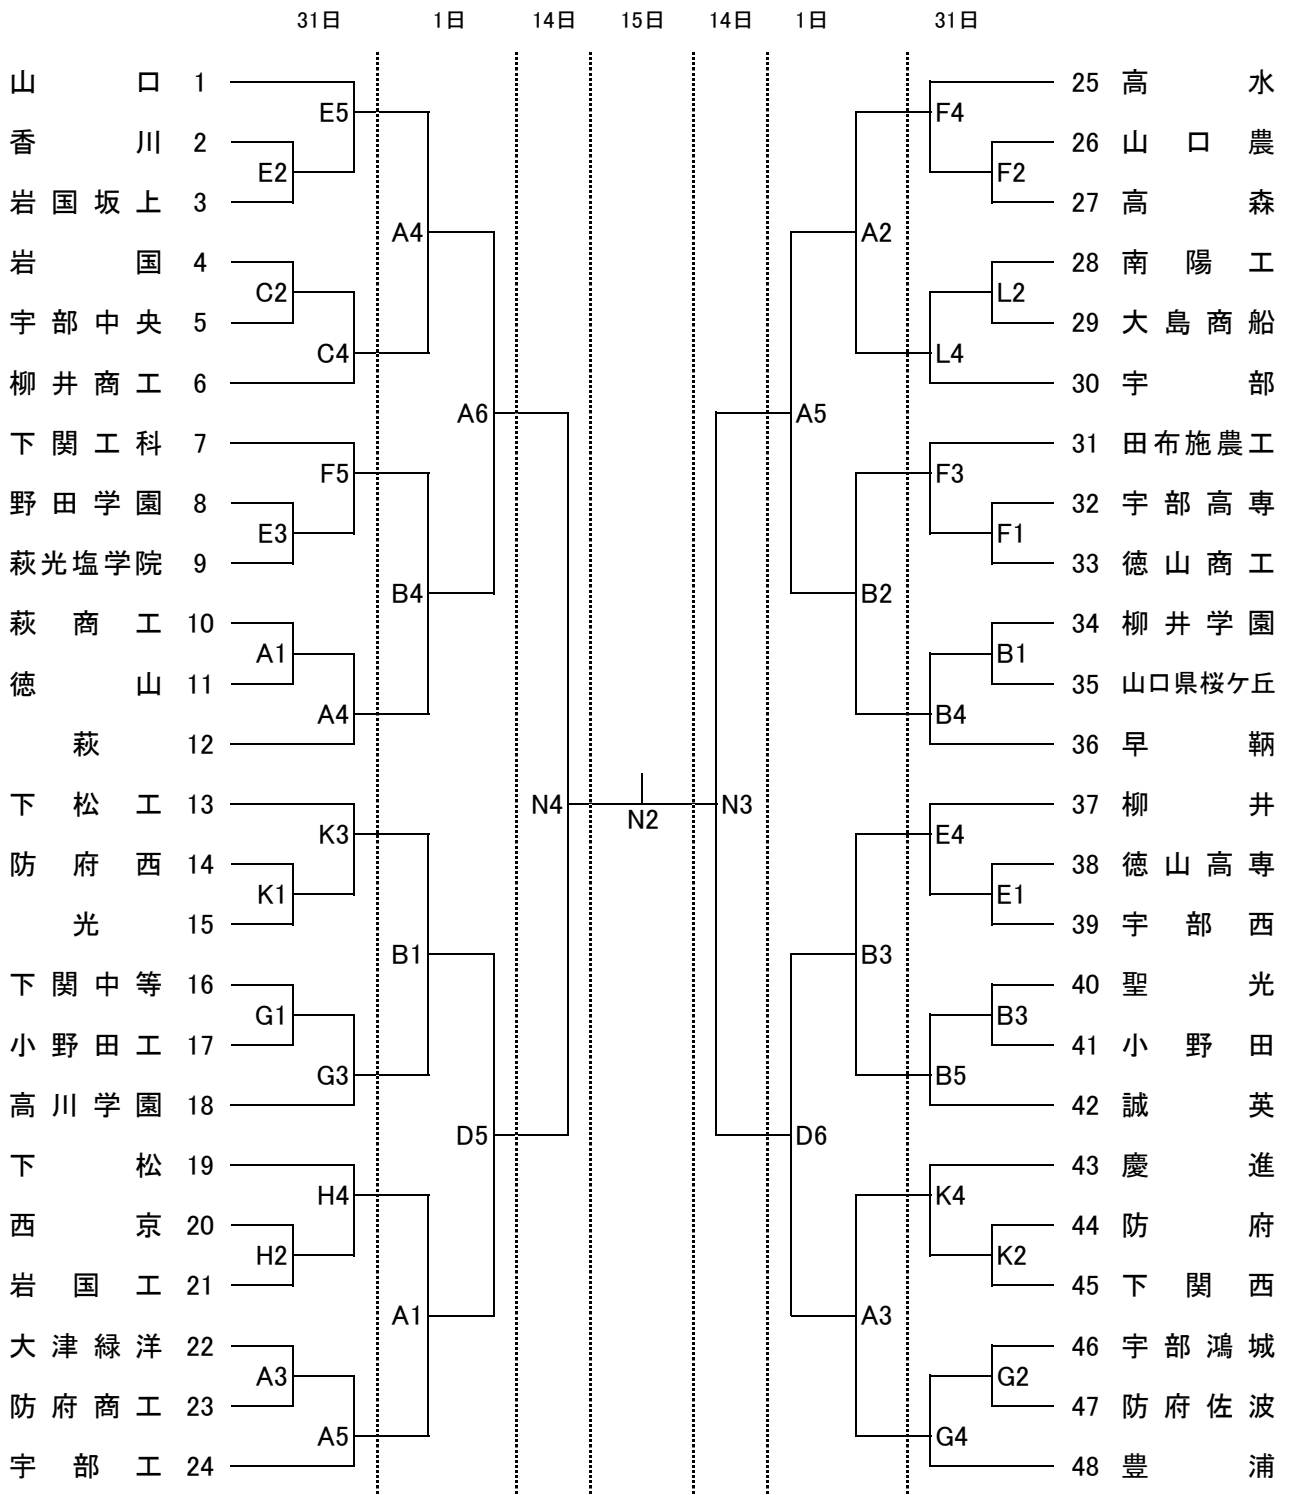 31日 1日 14日 15日 14日 1日 31日
山口 1 25 高水
E5 F4
香川 2 26 山口農
E2 F2
岩国坂上 3 27 高森
A4 A2
岩国 4 28 南陽工
C2 L2
宇部中央 5 29 大島商船
C4 L4
柳井商工 6 30 宇部
A6 A5
下関工科 7 31 田布施農工
F5 F3
野田学園 8 32 宇部高専
E3 F1
萩光塩学院 9 33 徳山商工
B4 B2
萩商工 10 34 柳井学園
A1 B1
徳山 11 35 山口県桜ケ丘
A4 B4
萩 12 36 早鞆
下松工 13 N4 N3 37 柳井
N2
K3 E4
防府西 14 38 徳山高専
K1 E1
光 15 39 宇部西
B1 B3
下関中等 16 40 聖光
G1 B3
小野田工 17 41 小野田
G3 B5
高川学園 18 42 誠英
D5 D6
下松 19 43 慶進
H4 K4
西京 20 44 防府
H2 K2
岩国工 21 45 下関西
A1 A3
大津緑洋 22 46 宇部鴻城
A3 G2
防府商工 23 47 防府佐波
A5 G4
宇部工 24 48 豊浦